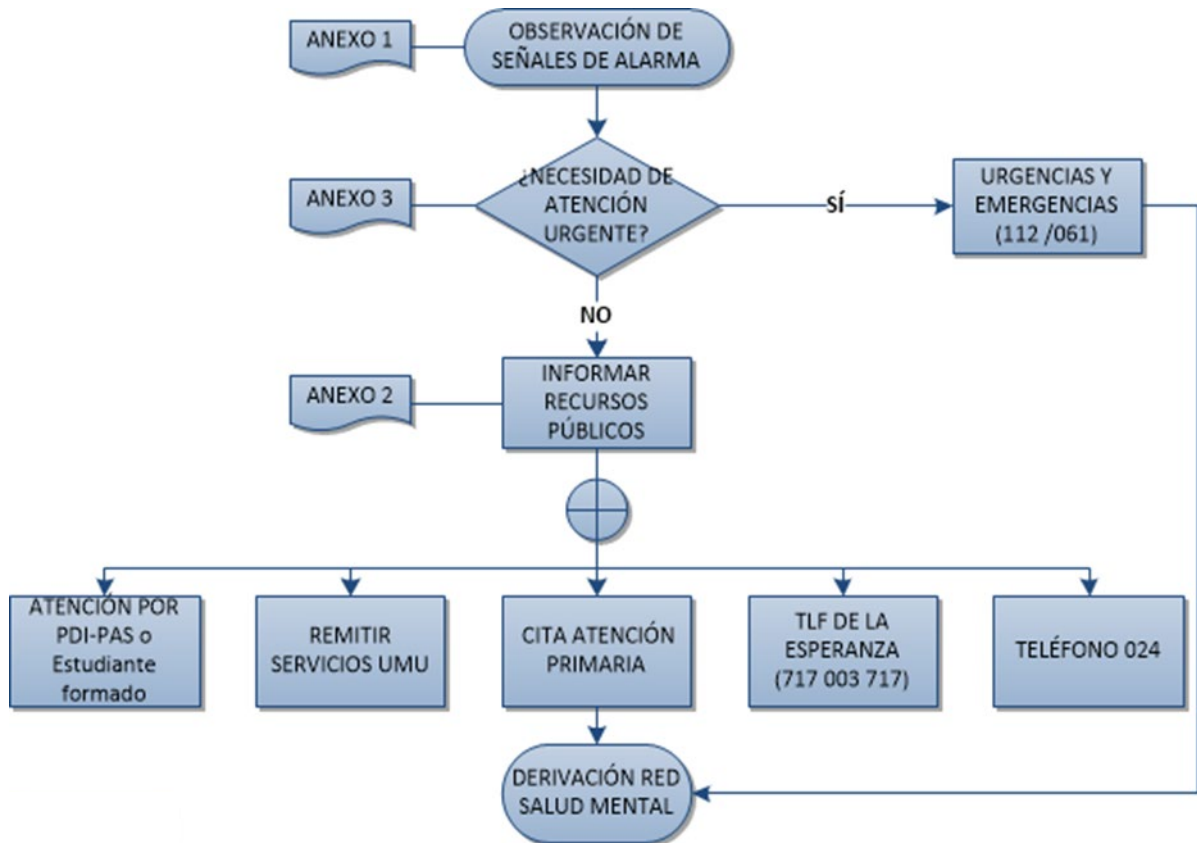 ANEXO 1
OBSERVACIÓN DE
SEÑALES DE ALARMA
ANEXO 3
¿NECESIDAD DE
ATENCIÓN
URGENTE?
SÍ
URGENCIAS Y
EMERGENCIAS
(112 /061)
NO
ANEXO 2
INFORMAR
RECURSOS
PÚBLICOS
ATENCIÓN POR
PDI-PAS o
Estudiante
formado
REMITIR
SERVICIOS UMU
CITA ATENCIÓN
PRIMARIA
TLF DE LA
ESPERANZA
(717 003 717)
TELÉFONO 024
DERIVACIÓN RED
SALUD MENTAL